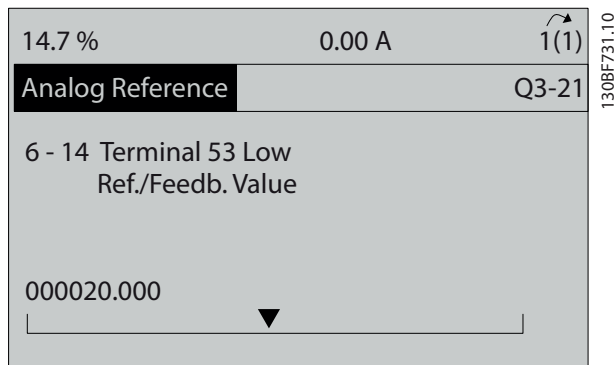 14.7 % 0.00 A 1(1)
Analog Reference Q3-21
6 - 14 Terminal 53 Low
Ref./Feedb. Value
000020.000
130BF731.10